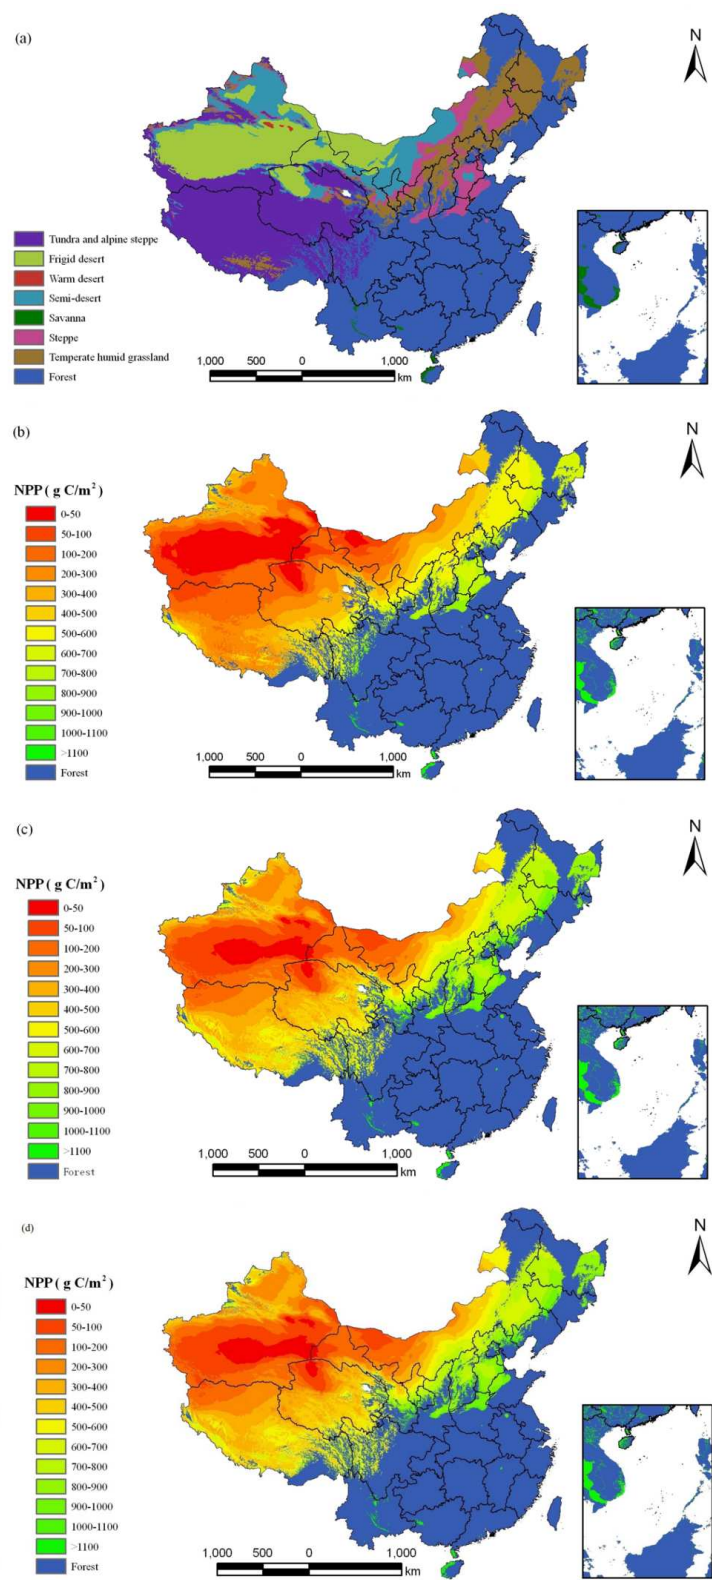 (a)
N
Tundra and alpine steppe
Frigid desert
Warm desert
Semi-desert
Savanna
Steppe
Temperate humid grassland
Forest
1,000 500 0 1,000
km
(b)
N
NPP ( g C/m²)
0-50
50-100
100-200
200-300
300-400
400-500
500-600
600-700
700-800
800-900
900-1000
1000-1100
>1100
Forest
1,000 500 0 1,000
km
(c)
N
NPP ( g C/m²)
0-50
50-100
100-200
200-300
300-400
400-500
500-600
600-700
700-800
800-900
900-1000
1000-1100
>1100
Forest
1,000 500 0 1,000
km
(d)
N
NPP ( g C/m²)
0-50
50-100
100-200
200-300
300-400
400-500
500-600
600-700
700-800
800-900
900-1000
1000-1100
>1100
Forest
1,000 500 0 1,000
km